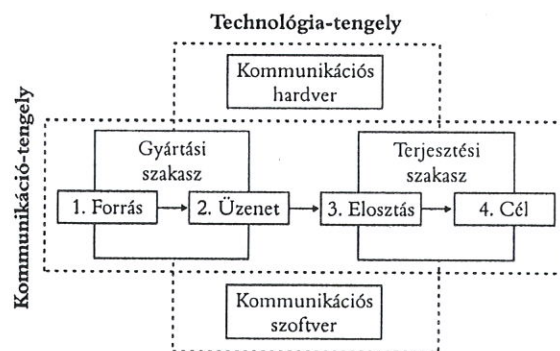 Technológia-tengely
Kommunikációs
hardver
Kommunikáció-tengely
Gyártási
szakasz
Terjesztési
szakasz
1. Forrás
2. Üzenet
3. Elosztás
4. Cél
Kommunikációs
szoftver